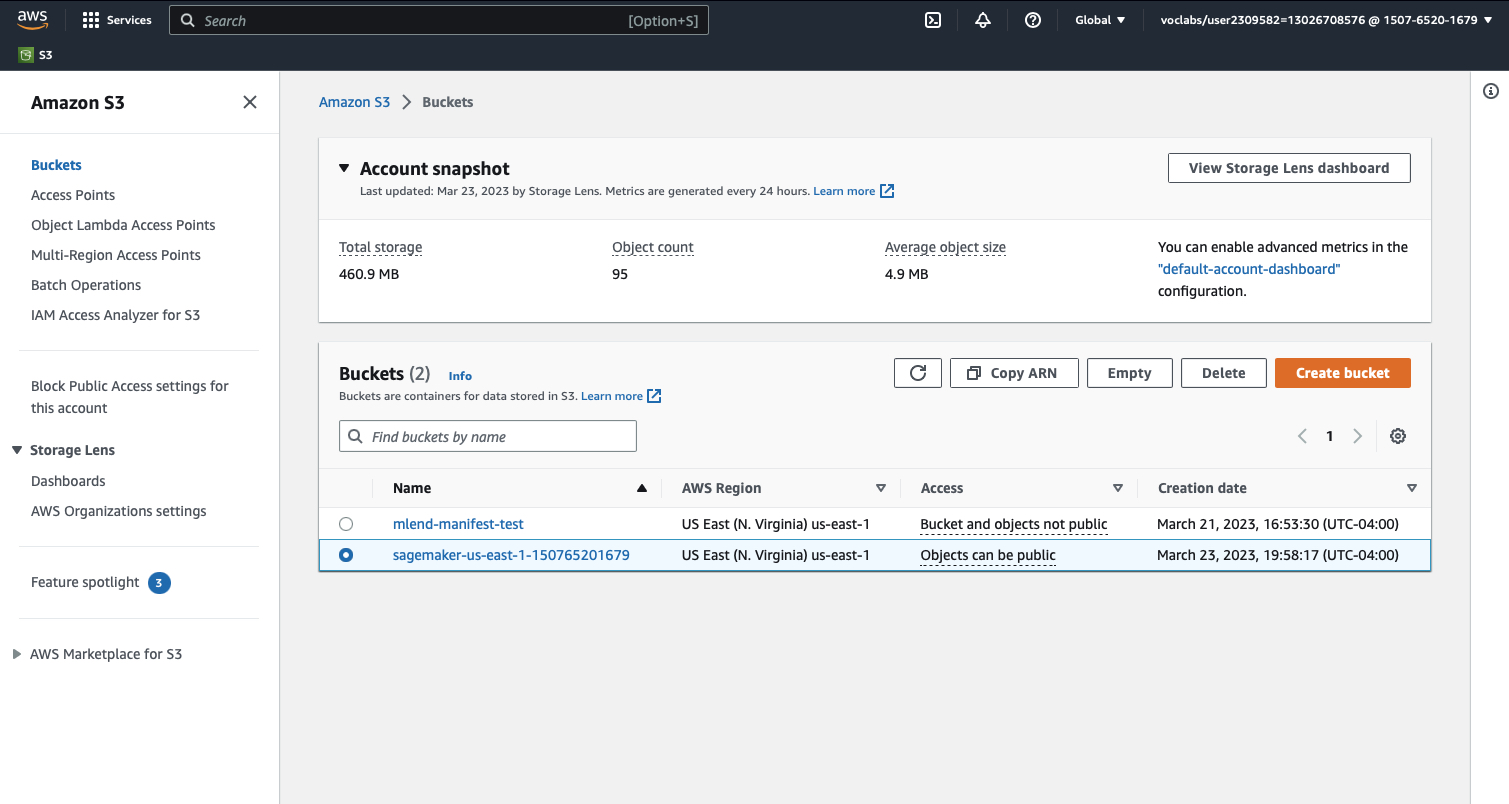 aws
Services
Search
[Option+S]
Global
voclabs/user2309582=13026708576 @ 1507-6520-1679
S3
Amazon S3
Buckets
Access Points
Object Lambda Access Points
Multi-Region Access Points
Batch Operations
IAM Access Analyzer for S3
Block Public Access settings for
this account
Storage Lens
Dashboards
AWS Organizations settings
Feature spotlight 3
AWS Marketplace for S3
Amazon S3 > Buckets
Account snapshot
Last updated: Mar 23, 2023 by Storage Lens. Metrics are generated every 24 hours. Learn more
View Storage Lens dashboard
Total storage
460.9 MB
Object count
95
Average object size
4.9 MB
You can enable advanced metrics in the
"default-account-dashboard"
configuration.
Buckets (2) Info
Buckets are containers for data stored in S3. Learn more
Copy ARN
Empty
Delete
Create bucket
Find buckets by name
1
Name AWS Region Access Creation date
mlend-manifest-test US East (N. Virginia) us-east-1 Bucket and objects not public March 21, 2023, 16:53:30 (UTC-04:00)
sagemaker-us-east-1-150765201679 US East (N. Virginia) us-east-1 Objects can be public March 23, 2023, 19:58:17 (UTC-04:00)